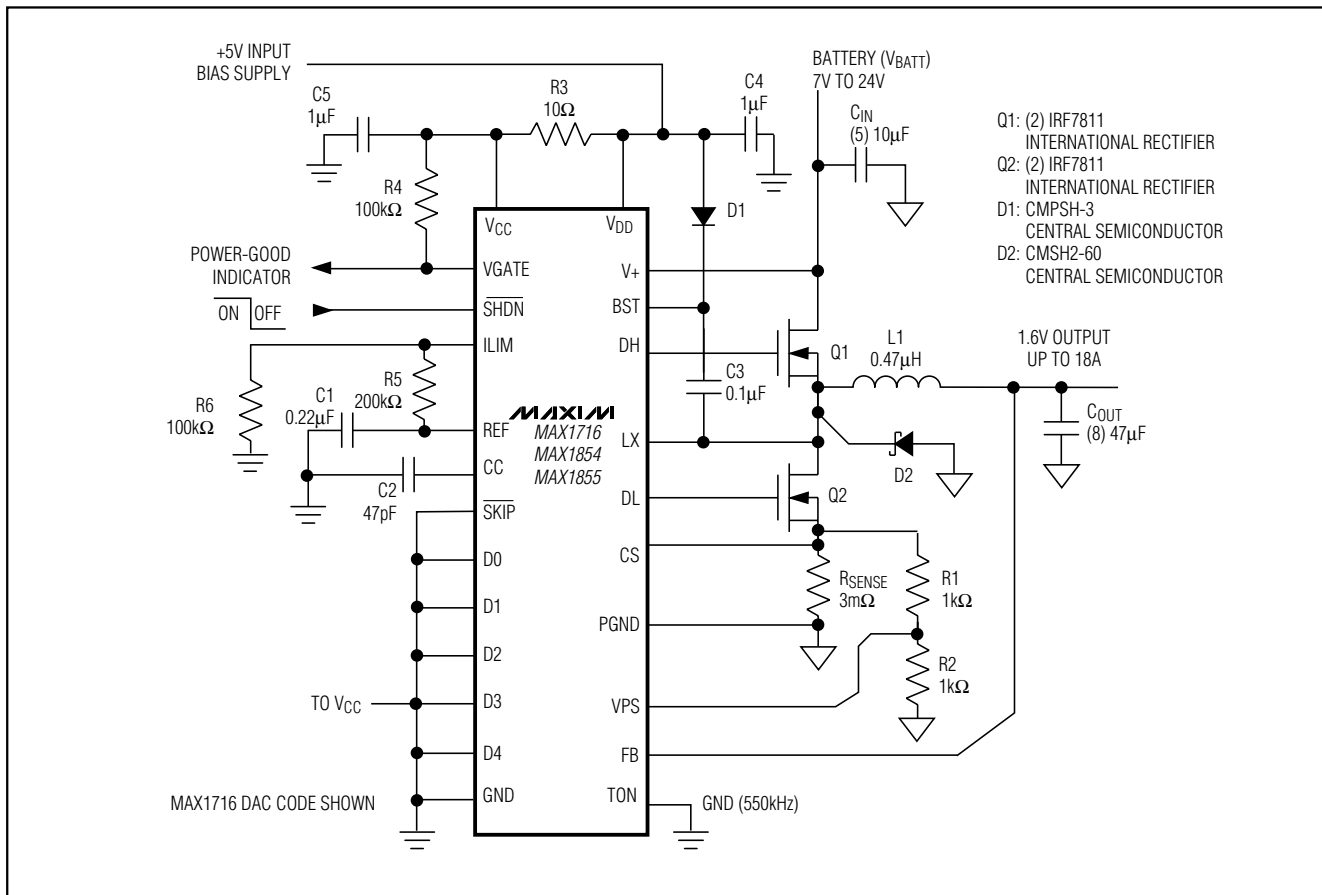 +5V INPUT
BIAS SUPPLY
BATTERY (VBATT)
7V TO 24V
C5
1µF
R3
10Ω
C4
1µF
CIN
(5) 10µF
Q1: (2) IRF7811
INTERNATIONAL RECTIFIER
Q2: (2) IRF7811
INTERNATIONAL RECTIFIER
D1: CMPSH-3
CENTRAL SEMICONDUCTOR
D2: CMSH2-60
CENTRAL SEMICONDUCTOR
R4
100kΩ
D1
VCC
VDD
POWER-GOOD
INDICATOR
VGATE
V+
ON
OFF
SHDN
BST
ILIM
DH
Q1
L1
0.47µH
1.6V OUTPUT
UP TO 18A
R6
100kΩ
C1
0.22µF
R5
200kΩ
C3
0.1µF
COUT
(8) 47µF
MAXIM
MAX1716
MAX1854
MAX1855
REF
LX
D2
CC
C2
47pF
DL
Q2
SKIP
CS
D0
RSENSE
3mΩ
R1
1kΩ
D1
PGND
D2
R2
1kΩ
TO VCC
D3
VPS
D4
FB
MAX1716 DAC CODE SHOWN
GND
TON
GND (550kHz)